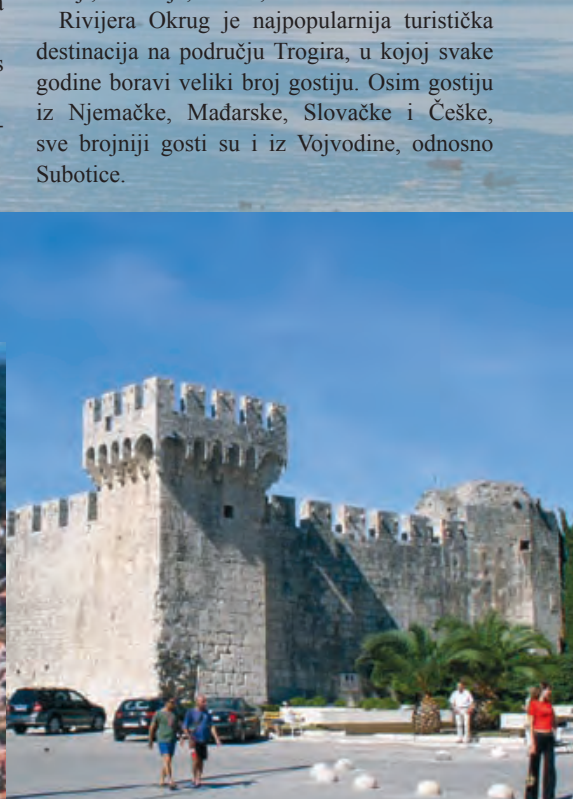 Rivijera Okrug je najpopularnija turistička
destinacija na području Trogira, u kojoj svake
godine boravi veliki broj gostiju. Osim gostiju
iz Njemačke, Mađarske, Slovačke i Češke,
sve brojniji gosti su i iz Vojvodine, odnosno
Subotice.